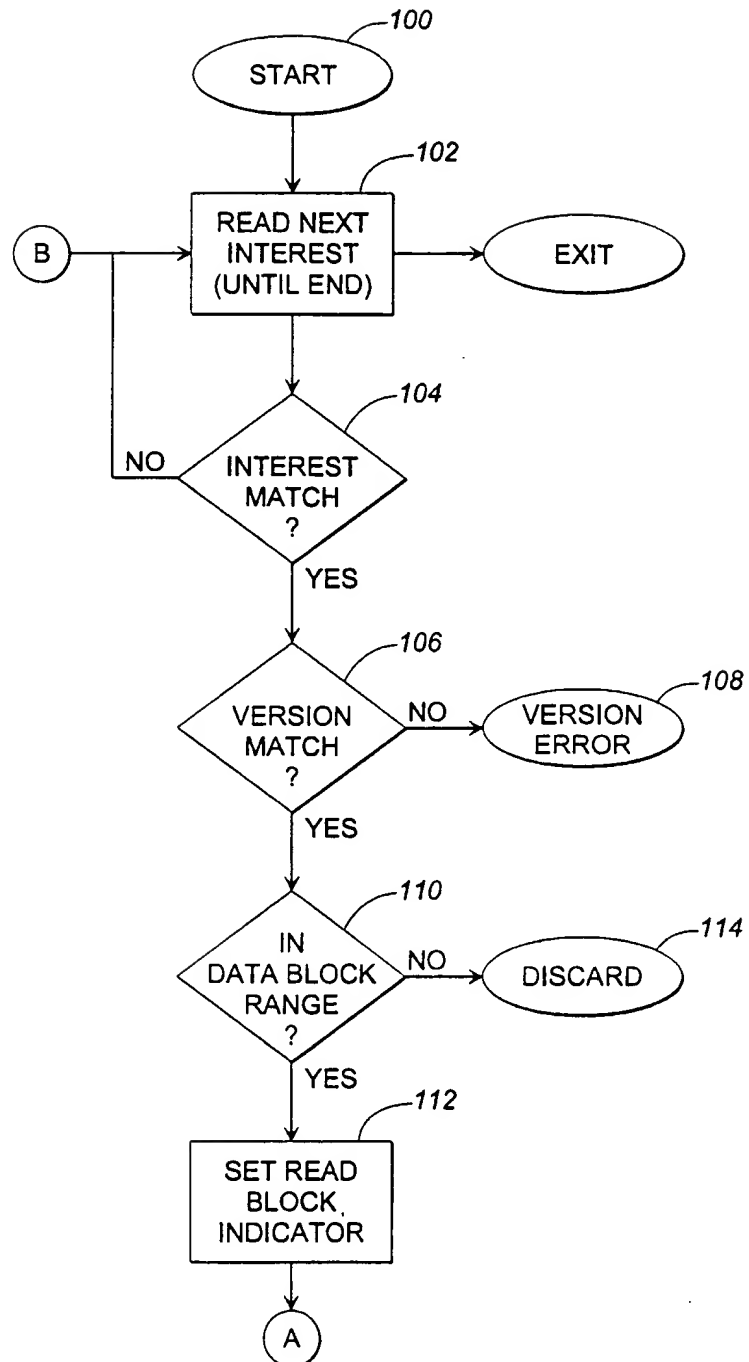 100
START
102
READ NEXT
INTEREST
(UNTIL END)
B
EXIT
104
NO
INTEREST
MATCH
?
YES
106
VERSION
MATCH
?
NO
108
VERSION
ERROR
YES
110
IN
DATA BLOCK
RANGE
?
NO
114
DISCARD
YES
112
SET READ
BLOCK
INDICATOR
A